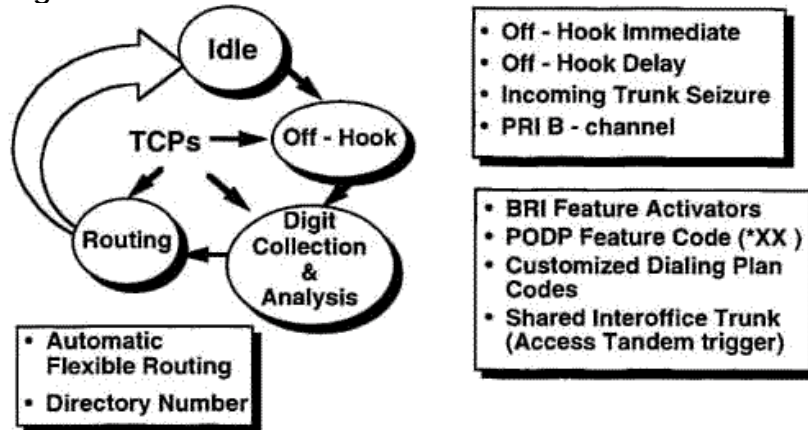 Idle
TCPs
Off - Hook
Routing
Digit
Collection
&
Analysis
• Off - Hook Immediate
• Off - Hook Delay
• Incoming Trunk Seizure
• PRI B - channel
• BRI Feature Activators
• PODP Feature Code (*XX )
• Customized Dialing Plan
Codes
• Shared Interoffice Trunk
(Access Tandem trigger)
• Automatic
Flexible Routing
• Directory Number